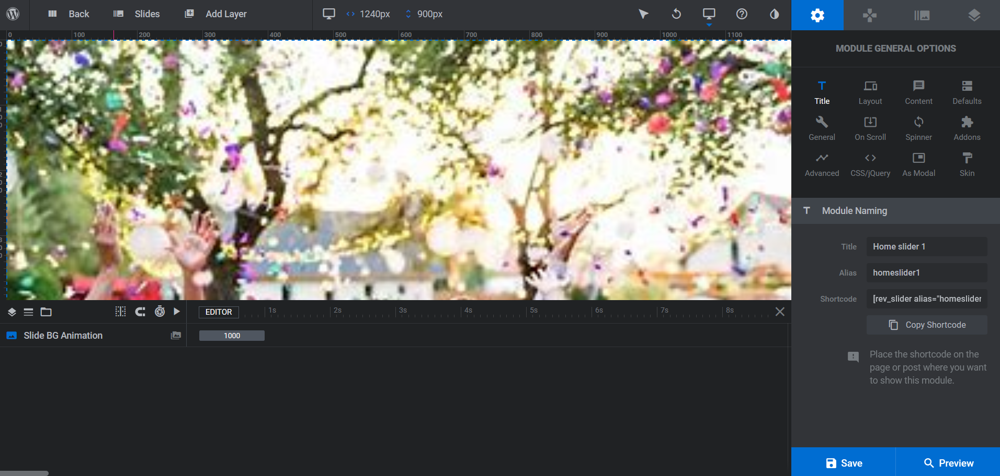 Back
Slides
Add Layer
1240px
900px
0
100
200
300
400
500
600
700
800
900
1000
1100
MODULE GENERAL OPTIONS
Title
Layout
Content
Defaults
General
On Scroll
Spinner
Addons
Advanced
CSS/jQuery
As Modal
Skin
Module Naming
Title
Home slider 1
Alias
homeslider1
Shortcode
[rev_slider alias="homeslider
Copy Shortcode
Place the shortcode on the
page or post where you want
to show this module.
EDITOR
1s
2s
3s
4s
5s
6s
7s
8s
Slide BG Animation
1000
Save
Preview